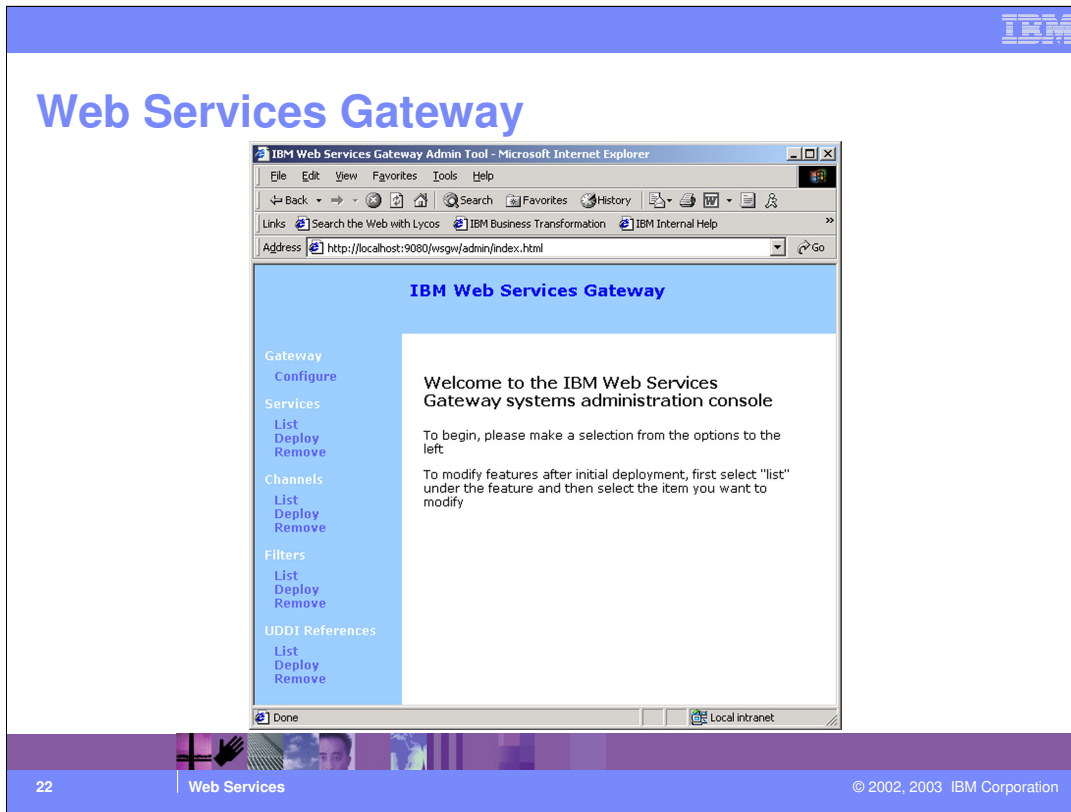 IBM
Web Services Gateway
IBM Web Services Gateway Admin Tool - Microsoft Internet Explorer
File Edit View Favorites Tools Help
Back Search Favorites History
Links Search the Web with Lycos IBM Business Transformation IBM Internal Help »
Address http://localhost:9080/wsgw/admin/index.html Go
IBM Web Services Gateway
Gateway
Configure
Services
List
Deploy
Remove
Channels
List
Deploy
Remove
Filters
List
Deploy
Remove
UDDI References
List
Deploy
Remove
Welcome to the IBM Web Services
Gateway systems administration console
To begin, please make a selection from the options to the
left
To modify features after initial deployment, first select "list"
under the feature and then select the item you want to
modify
Done Local intranet
22 Web Services © 2002, 2003 IBM Corporation